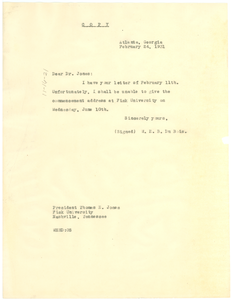 C O P Y
Atlanta, Georgia
February 24, 1931
Dear Dr. Jones:
I have your letter of February 11th.
Unfortunately, I shall be unable to give the
commencement address at Fisk University on
Wednesday, June 10th.
Sincerely yours,
(Signed) W. E. B. Du Bois.
President Thomas E. Jones
Fisk University
Nashville, Tennessee